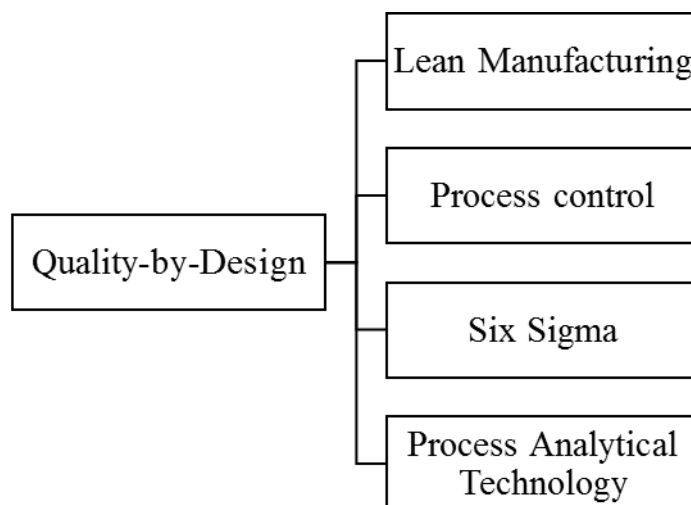 Lean Manufacturing
Process control
Quality-by-Design
Six Sigma
Process Analytical
Technology